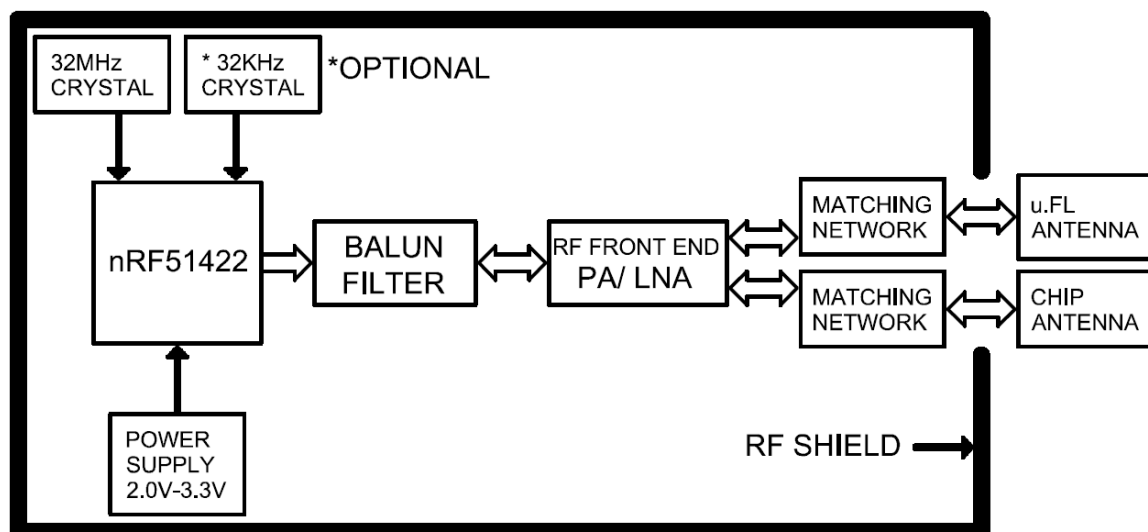 32MHz
CRYSTAL
* 32KHz
CRYSTAL
*OPTIONAL
nRF51422
BALUN
FILTER
RF FRONT END
PA/ LNA
MATCHING
NETWORK
u.FL
ANTENNA
MATCHING
NETWORK
CHIP
ANTENNA
POWER
SUPPLY
2.0V-3.3V
RF SHIELD